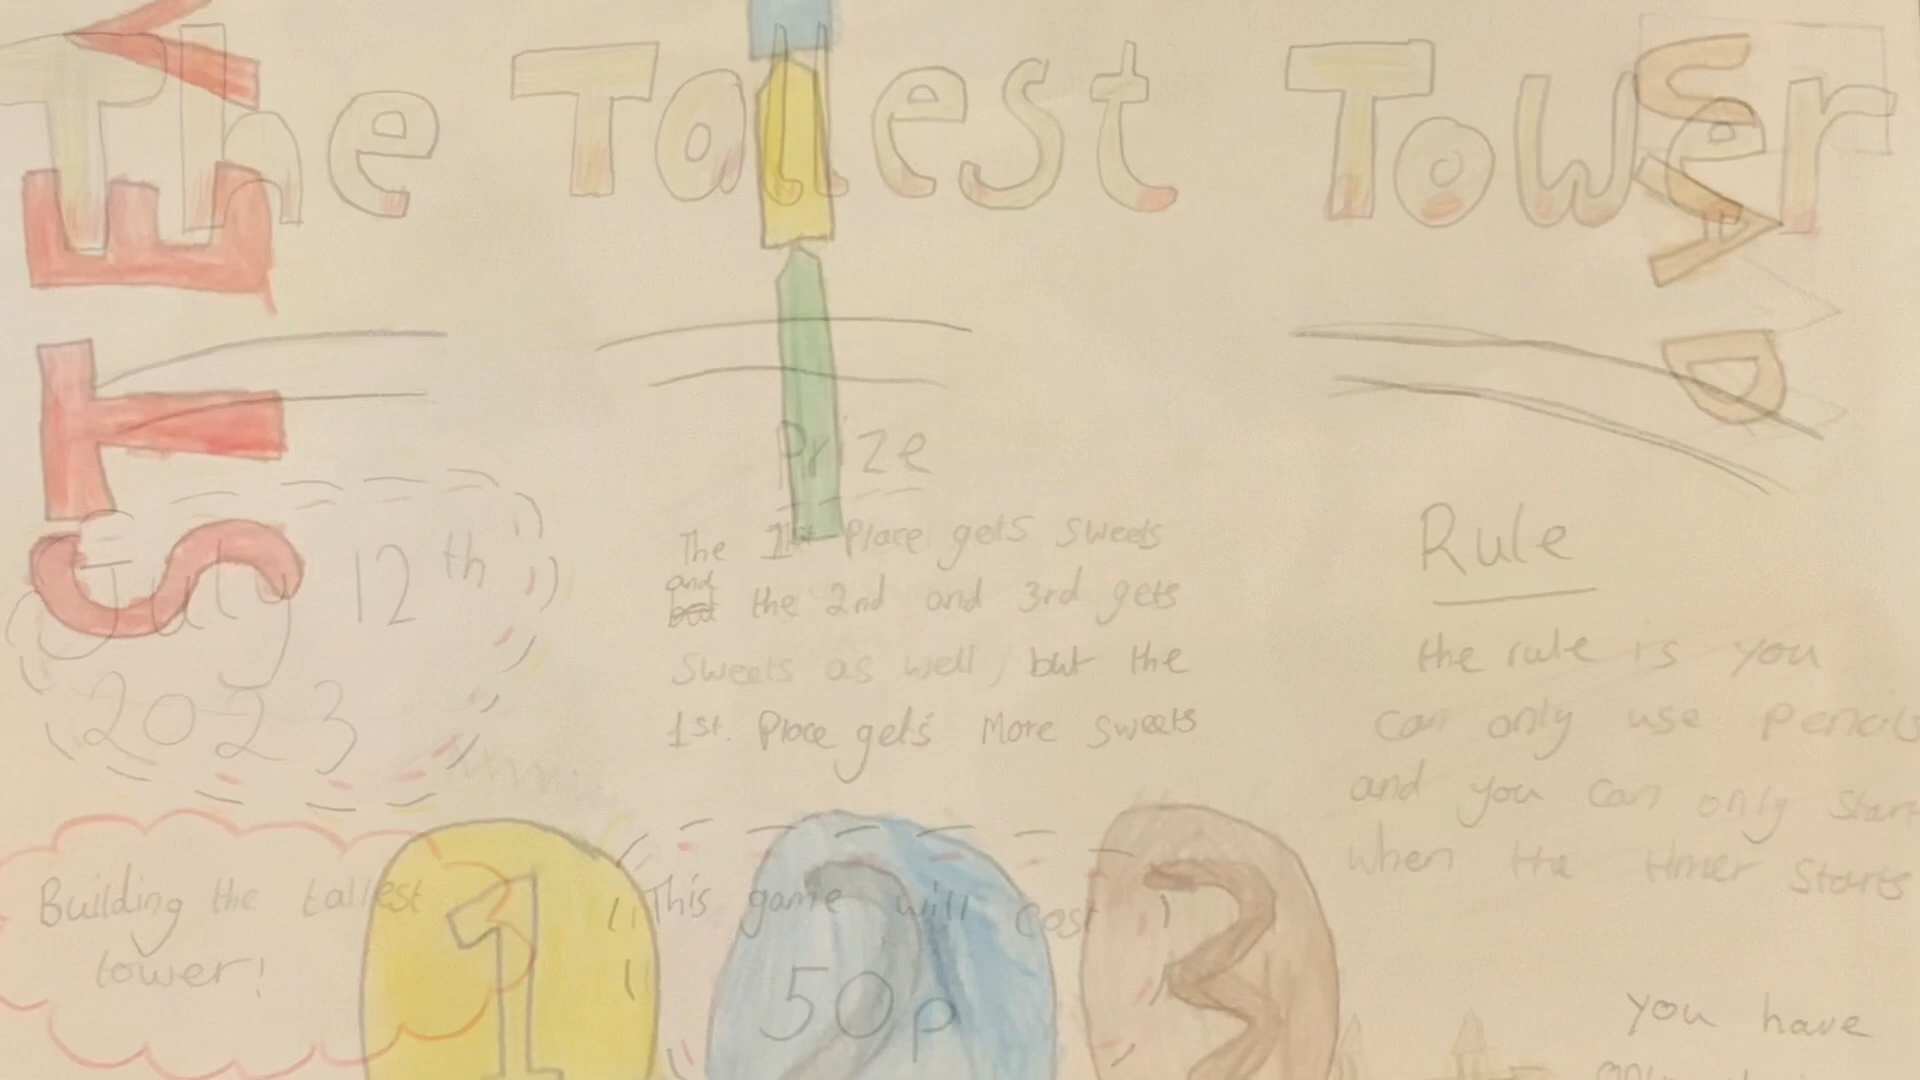 The Tallest Tower
July 12th
2023
Prize
The 1st Place gets sweets
and
the 2nd and 3rd gets
sweets as well, but the
1st. Place gets More sweets
Rule
the rule is you
can only use pencils
and you can only start
when the timer starts
Building the tallest
tower!
This game will cost
50p
1
2
3
you have